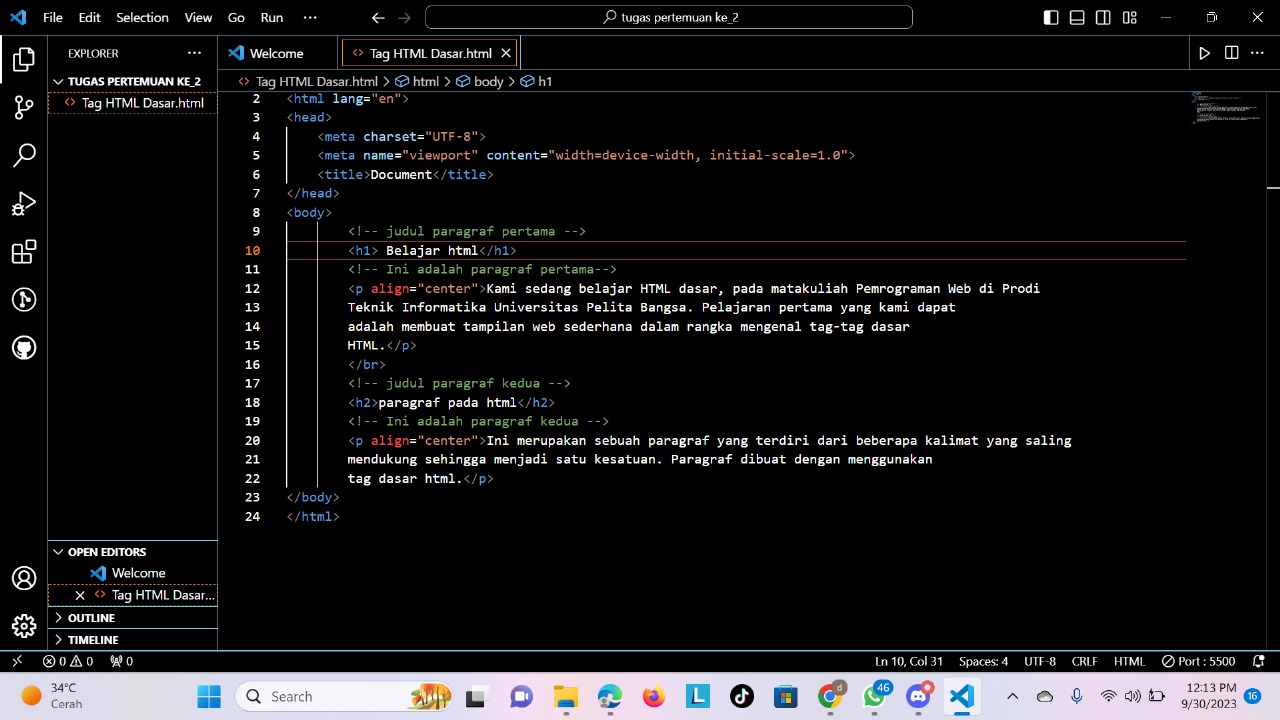 File Edit Selection View Go Run ··· tugas pertemuan ke_2
EXPLORER ···
TUGAS PERTEMUAN KE_2
Tag HTML Dasar.html
Welcome
Tag HTML Dasar.html
Tag HTML Dasar.html > html > body > h1
2 <html lang="en">
3 <head>
4 <meta charset="UTF-8">
5 <meta name="viewport" content="width=device-width, initial-scale=1.0">
6 <title>Document</title>
7 </head>
8 <body>
9 <!-- judul paragraf pertama -->
10 <h1> Belajar html</h1>
11 <!-- Ini adalah paragraf pertama-->
12 <p align="center">Kami sedang belajar HTML dasar, pada matakuliah Pemrograman Web di Prodi
13 Teknik Informatika Universitas Pelita Bangsa. Pelajaran pertama yang kami dapat
14 adalah membuat tampilan web sederhana dalam rangka mengenal tag-tag dasar
15 HTML.</p>
16 </br>
17 <!-- judul paragraf kedua -->
18 <h2>paragraf pada html</h2>
19 <!-- Ini adalah paragraf kedua -->
20 <p align="center">Ini merupakan sebuah paragraf yang terdiri dari beberapa kalimat yang saling
21 mendukung sehingga menjadi satu kesatuan. Paragraf dibuat dengan menggunakan
22 tag dasar html.</p>
23 </body>
24 </html>
OPEN EDITORS
Welcome
Tag HTML Dasar...
OUTLINE
TIMELINE
0 0 0 Ln 10, Col 31 Spaces: 4 UTF-8 CRLF HTML Port : 5500
34°C
Cerah
Search
L
d
46
12:13 PM
9/30/2023
16